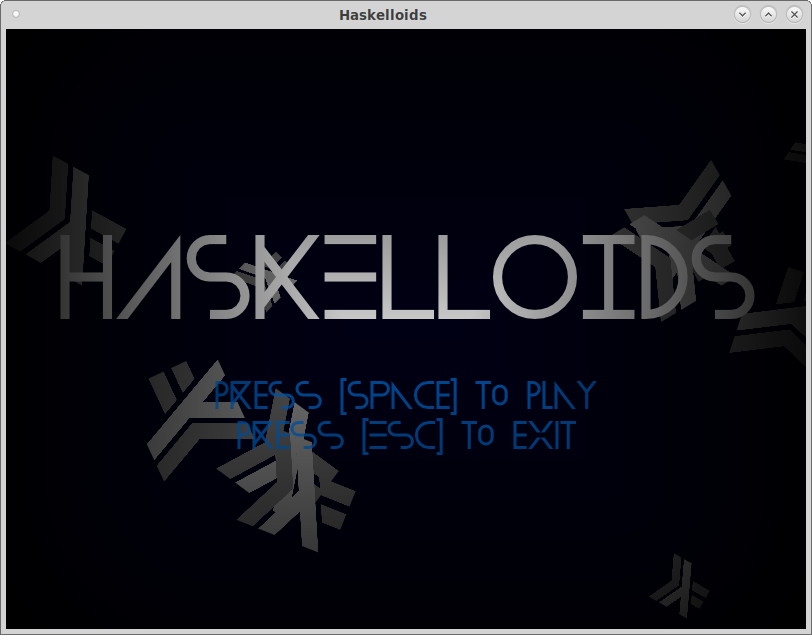 Haskelloids
HASKELLOIDS
PRESS [SPACE] To PLAY
PRESS [ESC] To EXIT